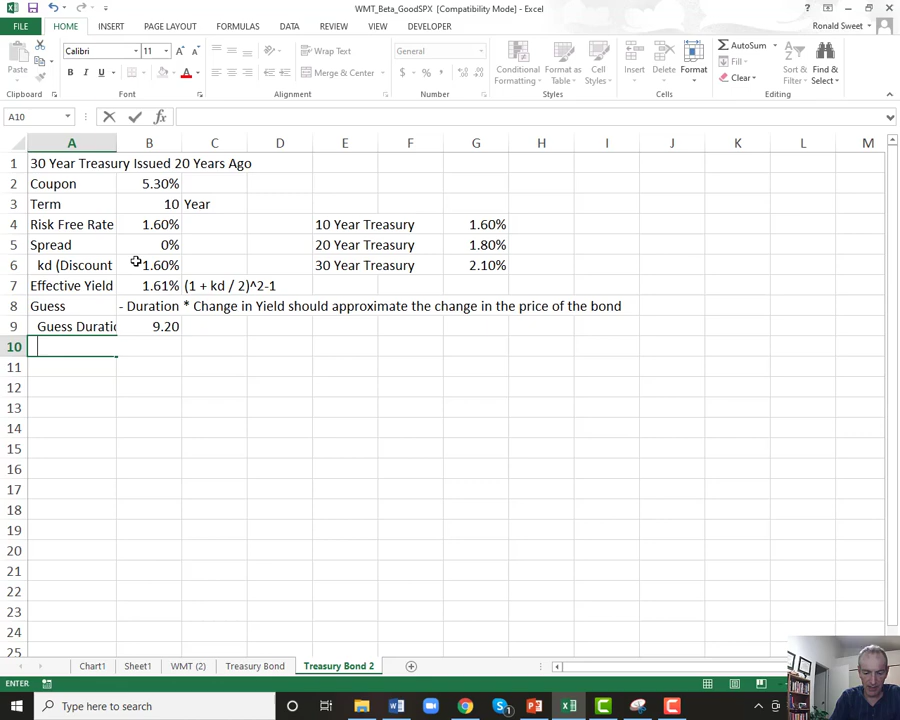 WMT_Beta_GoodSPX [Compatibility Mode] - Excel
FILE HOME INSERT PAGE LAYOUT FORMULAS DATA REVIEW VIEW DEVELOPER
Ronald Sweet
Calibri 11 Wrap Text General AutoSum
Paste B I U Merge & Center $ % , Conditional Formatting Format as Table Cell Styles Insert Delete Format Fill Clear Sort & Filter Find & Select
Clipboard Font Alignment Number Styles Cells Editing
A10 fx
A B C D E F G H I J K L M
1 30 Year Treasury Issued 20 Years Ago
2 Coupon 5.30%
3 Term 10 Year
4 Risk Free Rate 1.60% 10 Year Treasury 1.60%
5 Spread 0% 20 Year Treasury 1.80%
6 kd (Discount 1.60% 30 Year Treasury 2.10%
7 Effective Yield 1.61% (1 + kd / 2)^2-1
8 Guess - Duration * Change in Yield should approximate the change in the price of the bond
9 Guess Duratio 9.20
10
11
12
13
14
15
16
17
18
19
20
21
22
23
24
25
Chart1 Sheet1 WMT (2) Treasury Bond Treasury Bond 2
ENTER
Type here to search